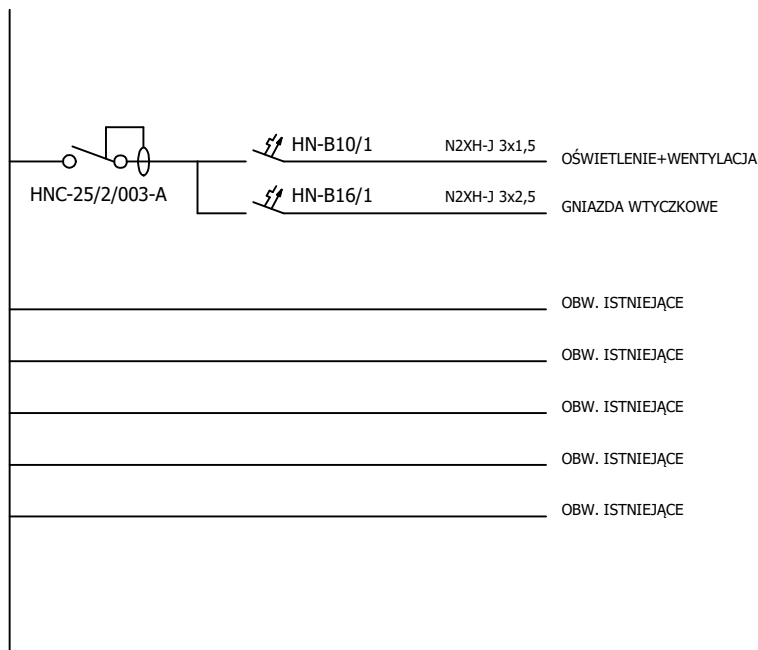 HN-B10/1
N2XH-J 3x1,5
OŚWIETLENIE+WENTYLACJA
HNC-25/2/003-A
HN-B16/1
N2XH-J 3x2,5
GNIAZDA WTYCZKOWE
OBW. ISTNIEJĄCE
OBW. ISTNIEJĄCE
OBW. ISTNIEJĄCE
OBW. ISTNIEJĄCE
OBW. ISTNIEJĄCE